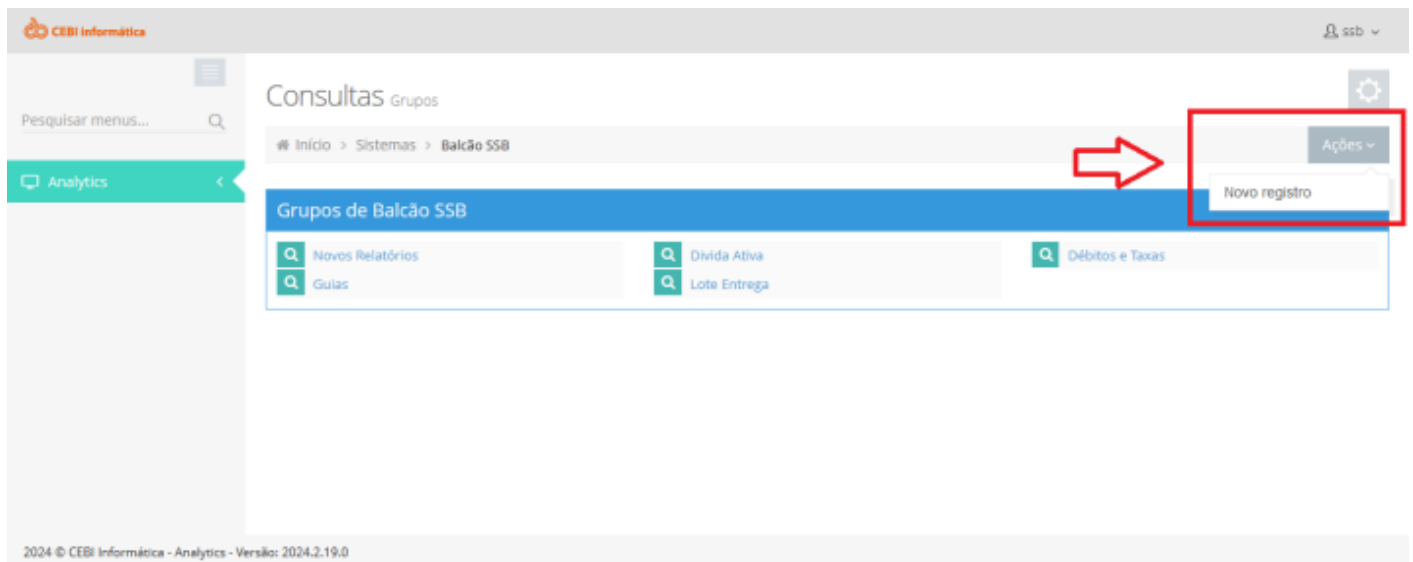 CEBI informática
ssb
Pesquisar menus...
Consultas Grupos
Início > Sistemas > Balcão SSB
Ações
Novo registro
Analytics
Grupos de Balcão SSB
Novos Relatórios
Divida Ativa
Débitos e Taxas
Guias
Lote Entrega
2024 © CEBI Informática - Analytics - Versão: 2024.2.19.0